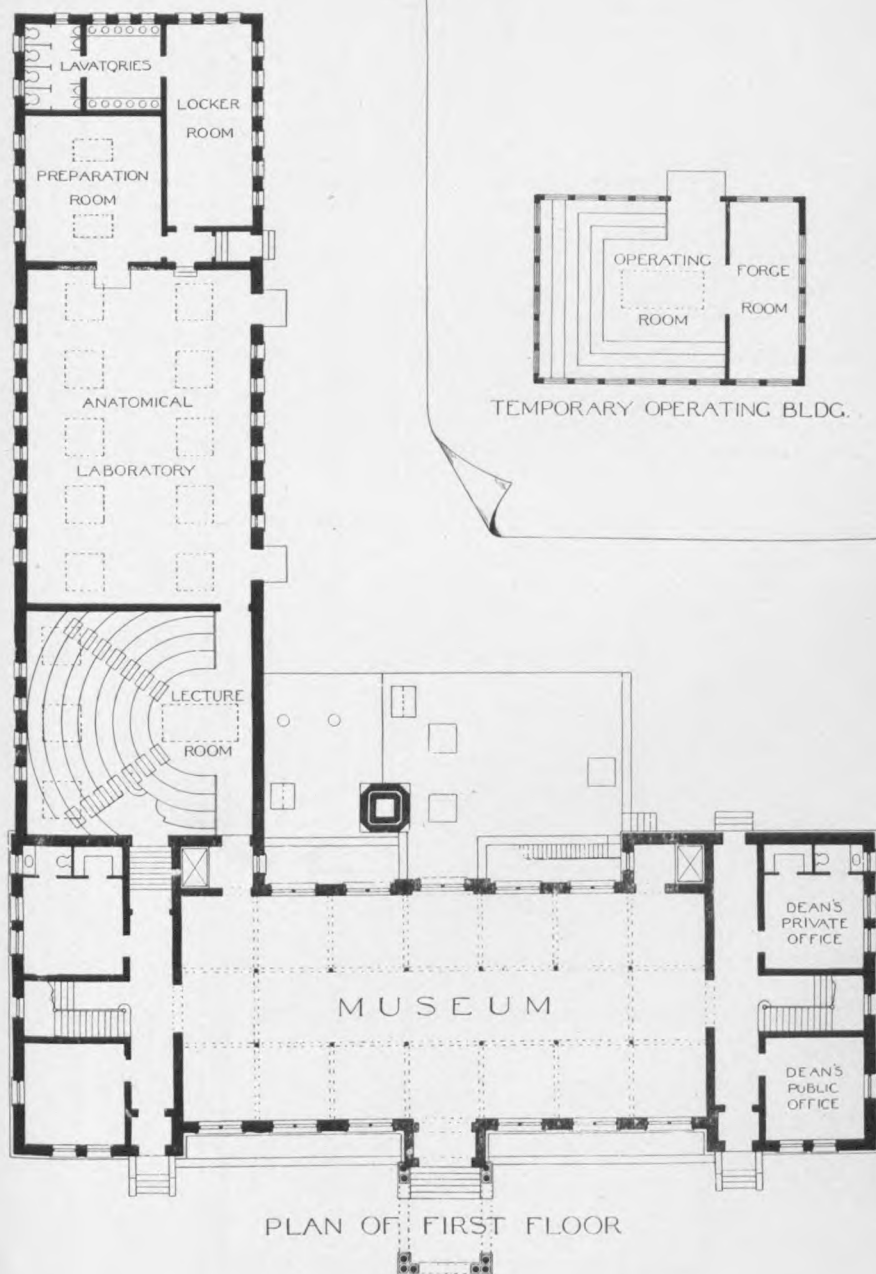 LAVATORIES
LOCKER
ROOM
PREPARATION
ROOM
OPERATING
ROOM
FORGE
ROOM
TEMPORARY OPERATING BLDG.
ANATOMICAL
LABORATORY
LECTURE
ROOM
MUSEUM
DEAN'S
PRIVATE
OFFICE
DEAN'S
PUBLIC
OFFICE
PLAN OF FIRST FLOOR